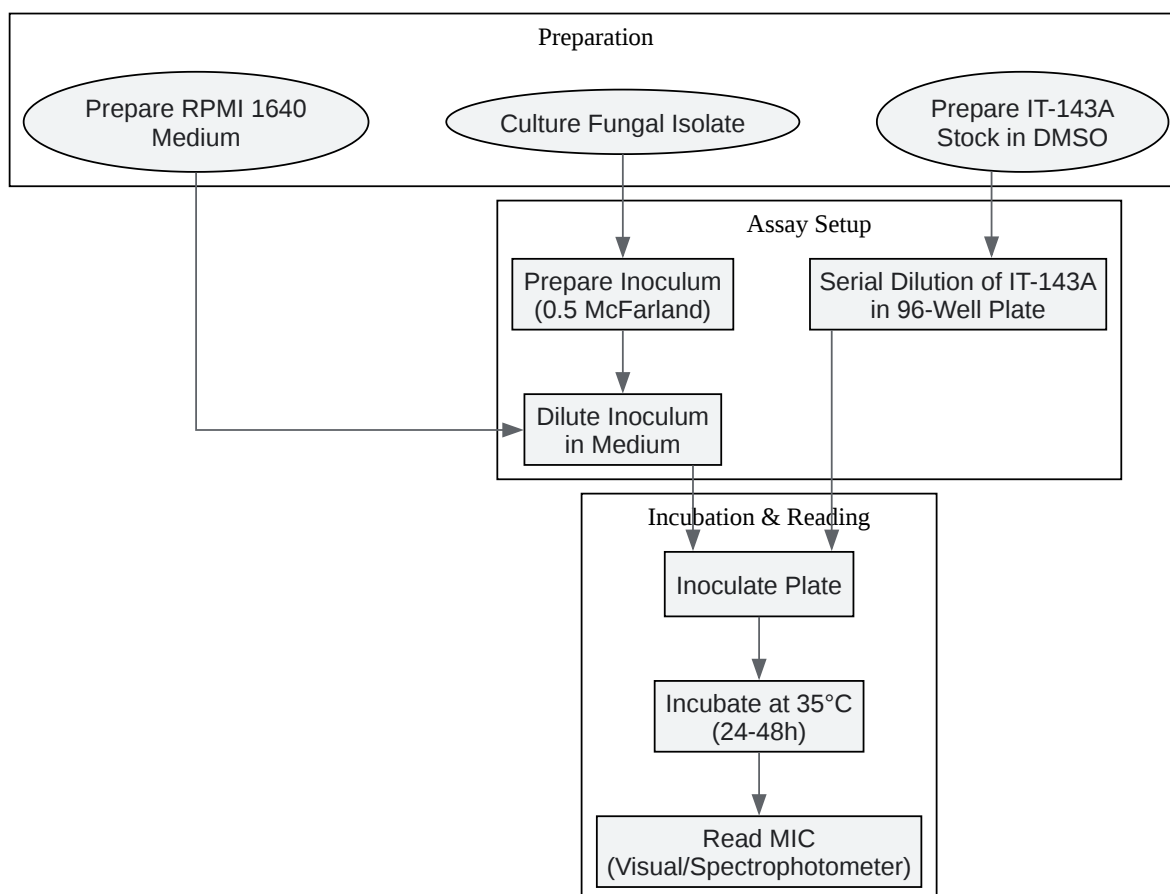 Preparation
Prepare RPMI 1640
Medium
Culture Fungal Isolate
Prepare IT-143A
Stock in DMSO
Assay Setup
Prepare Inoculum
(0.5 McFarland)
Serial Dilution of IT-143A
in 96-Well Plate
Dilute Inoculum
in Medium
Incubation & Reading
Inoculate Plate
Incubate at 35°C
(24-48h)
Read MIC
(Visual/Spectrophotometer)